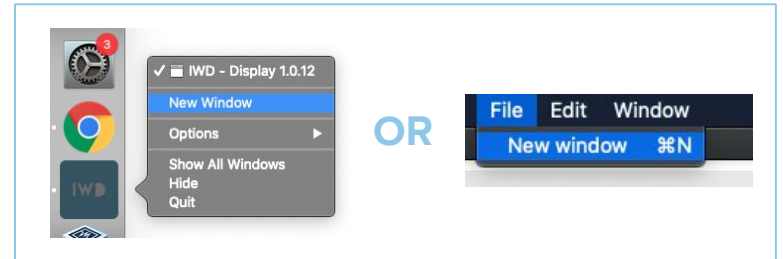 3
✓ IWD - Display 1.0.12
New Window
Options ▶
Show All Windows
Hide
Quit
IWD
OR
File Edit Window
New window ⌘N